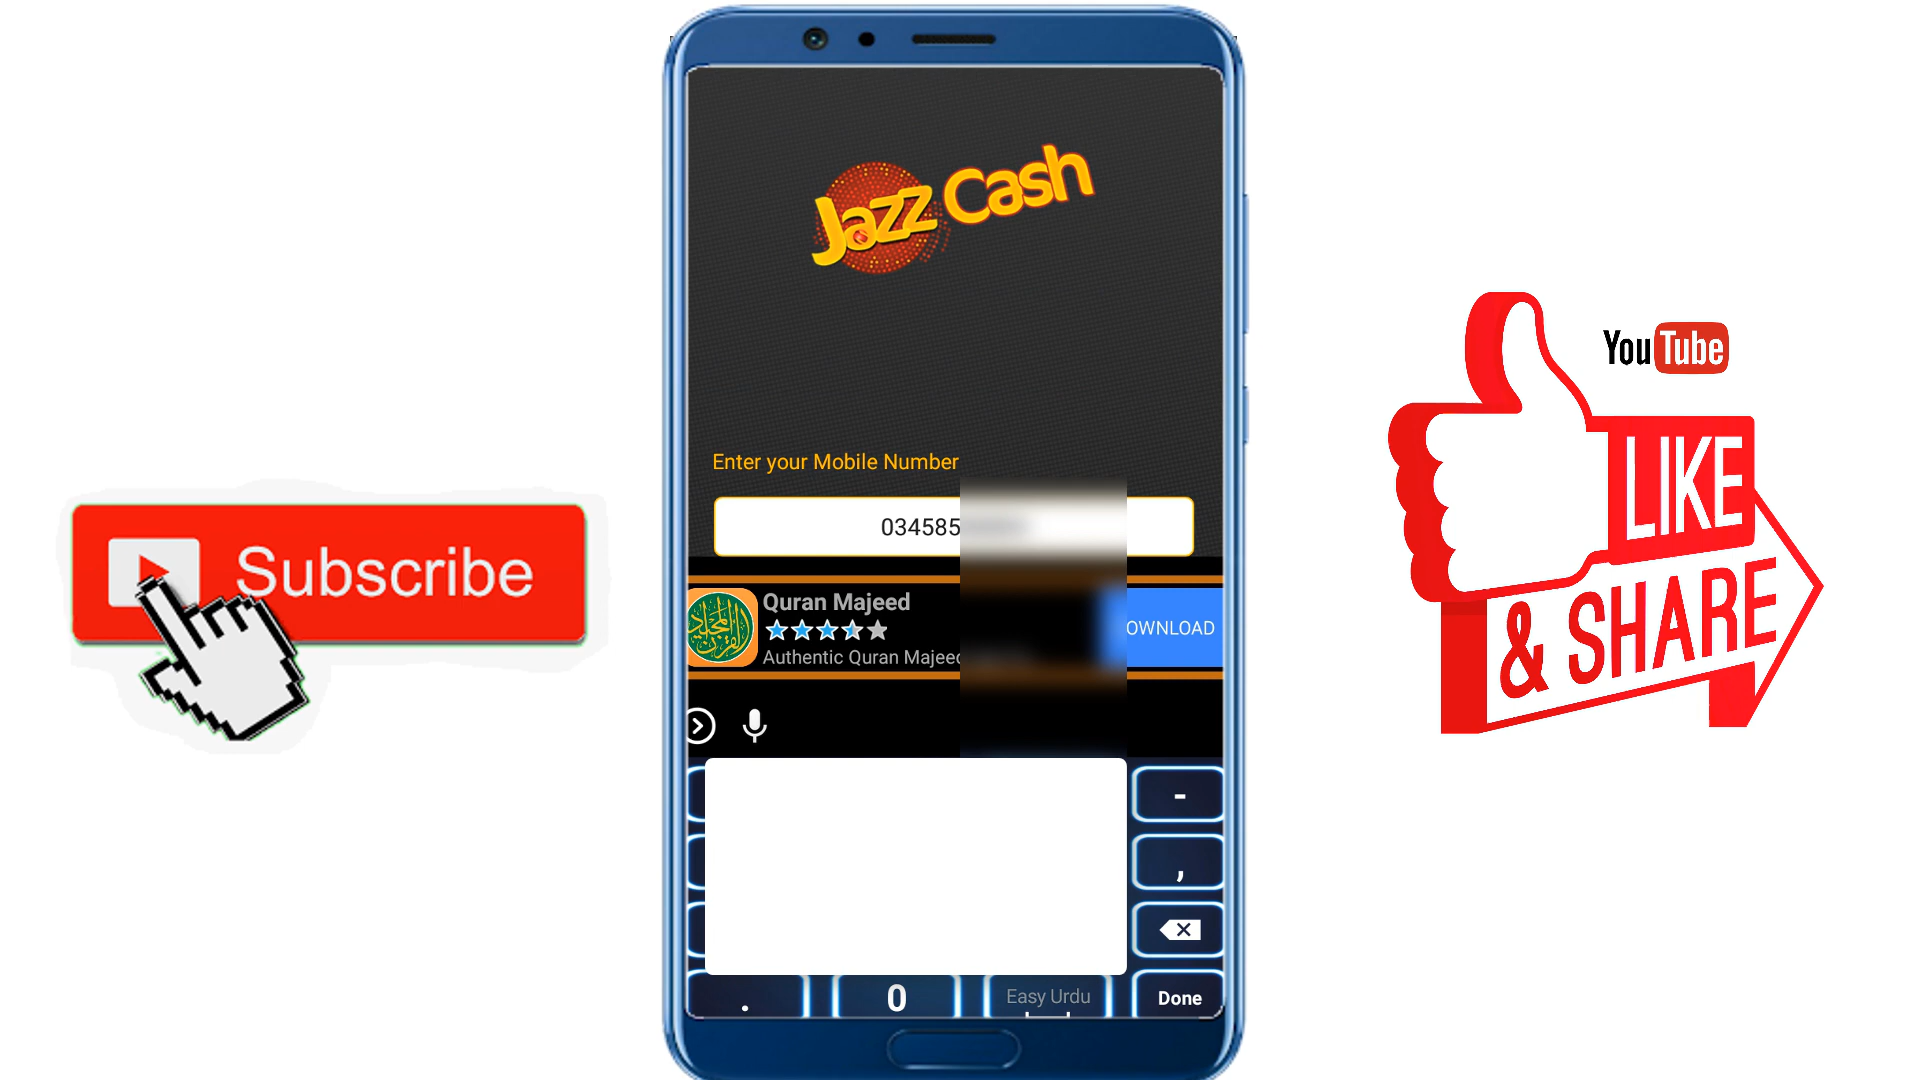 Jazz Cash
Enter your Mobile Number
034585
Quran Majeed
Authentic Quran Majeed
OWNLOAD
-
,
.
0
Easy Urdu
Done
Subscribe
YouTube
LIKE
& SHARE